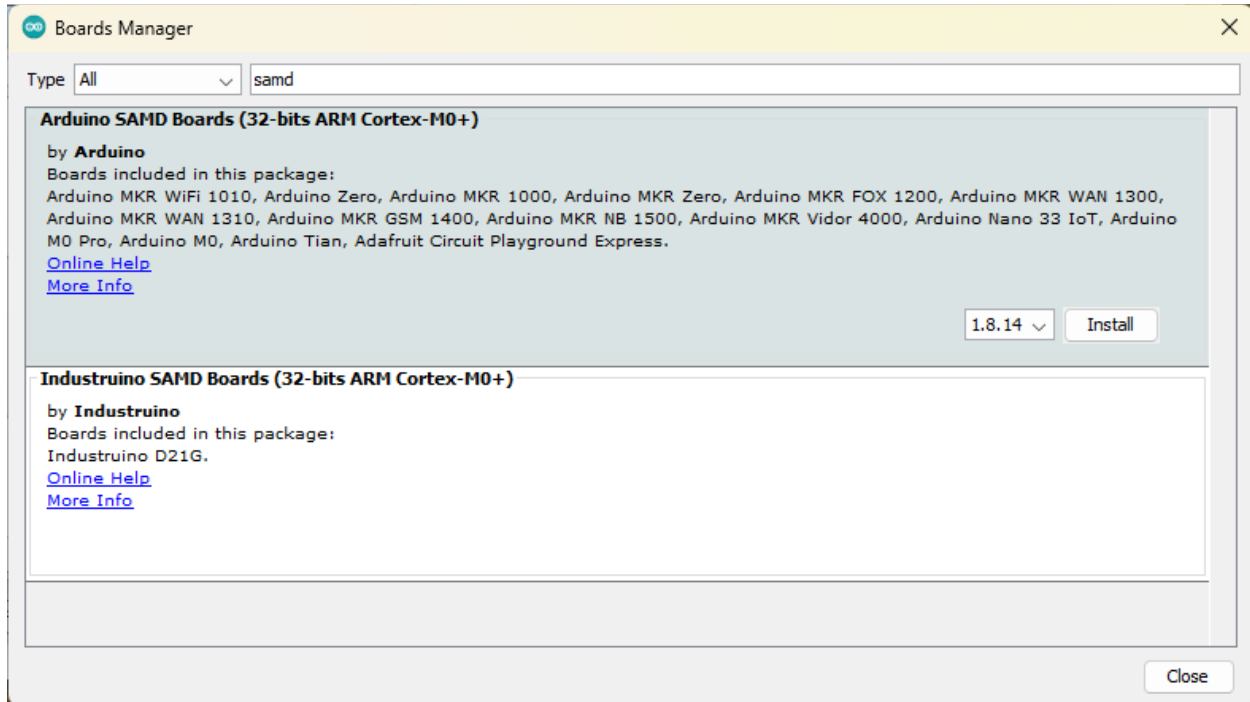 Boards Manager
Type All samd
Arduino SAMD Boards (32-bits ARM Cortex-M0+)
by Arduino
Boards included in this package:
Arduino MKR WiFi 1010, Arduino Zero, Arduino MKR 1000, Arduino MKR Zero, Arduino MKR FOX 1200, Arduino MKR WAN 1300,
Arduino MKR WAN 1310, Arduino MKR GSM 1400, Arduino MKR NB 1500, Arduino MKR Vidor 4000, Arduino Nano 33 IoT, Arduino
M0 Pro, Arduino M0, Arduino Tian, Adafruit Circuit Playground Express.
Online Help
More Info
1.8.14 Install
Industruino SAMD Boards (32-bits ARM Cortex-M0+)
by Industruino
Boards included in this package:
Industruino D21G.
Online Help
More Info
Close